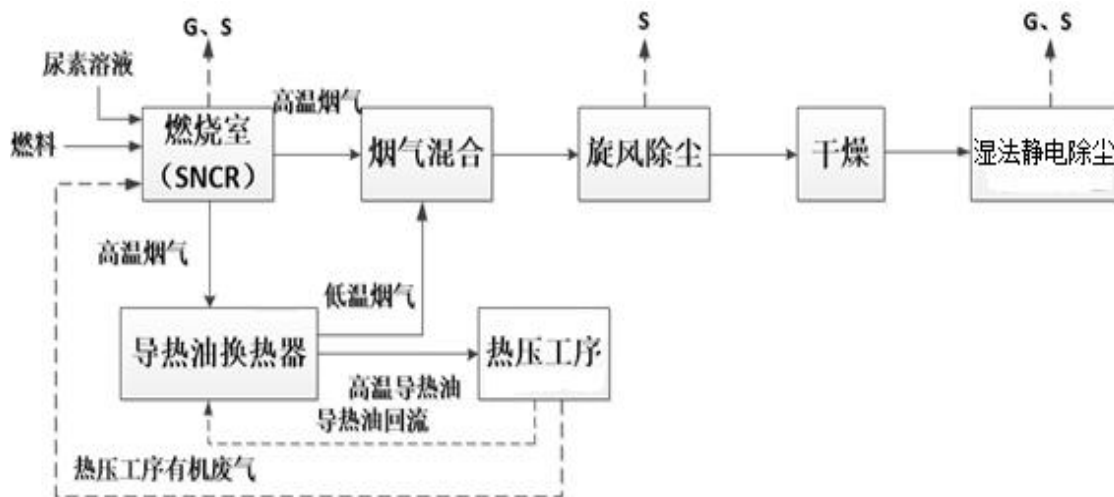 G、S
S
G、S
尿素溶液
高温烟气
燃料
燃烧室
（SNCR）
烟气混合
旋风除尘
干燥
湿法静电除尘
高温烟气
低温烟气
导热油换热器
热压工序
高温导热油
导热油回流
热压工序有机废气